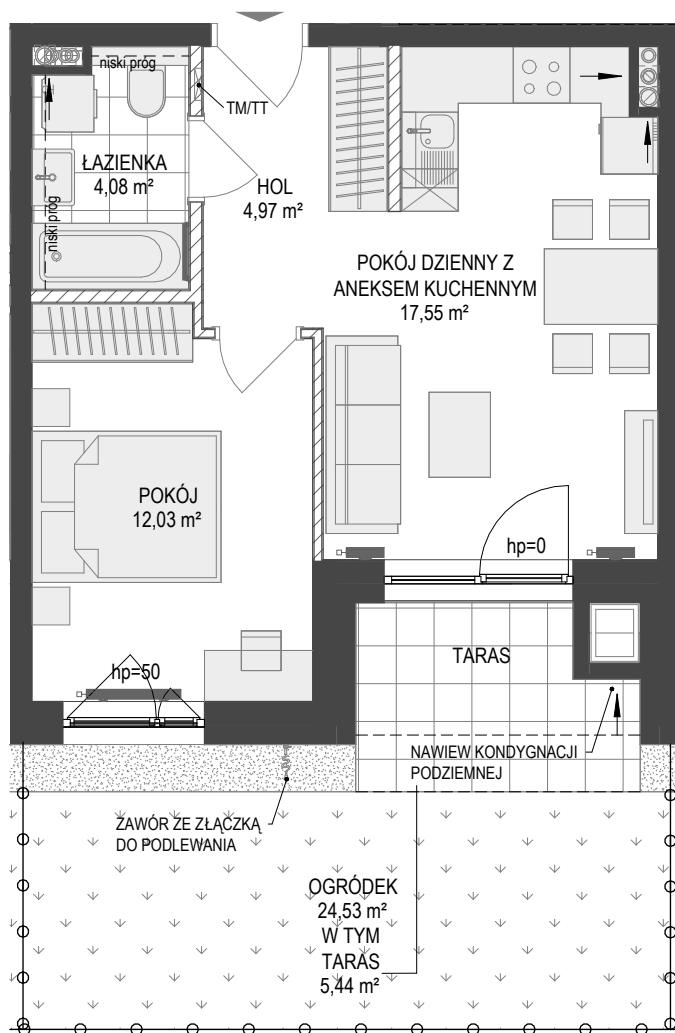 niski próg
TM/TT
ŁAZIENKA
4,08 m²
HOL
4,97 m²
niski próg
POKÓJ DZIENNY Z
ANEKSEM KUCHENNYM
17,55 m²
POKÓJ
12,03 m²
hp=0
TARAS
hp=50
NAWIEW KONDYGNACJI
PODZIEMNEJ
ZAWÓR ZE ZŁĄCZKĄ
DO PODLEWANIA
OGRÓDEK
24,53 m²
W TYM
TARAS
5,44 m²